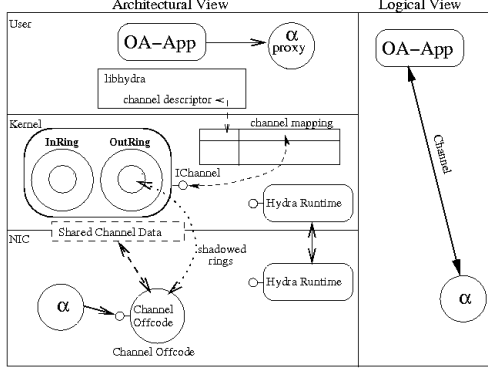 Architectural View
Logical View
User
OA-App
α
proxy
OA-App
libhydra
channel descriptor
Kernel
channel mapping
InRing
OutRing
IChannel
Channel
Hydra Runtime
Shared Channel Data
NIC
shadowed
rings
Hydra Runtime
α
Channel
Offcode
α
Channel Offcode